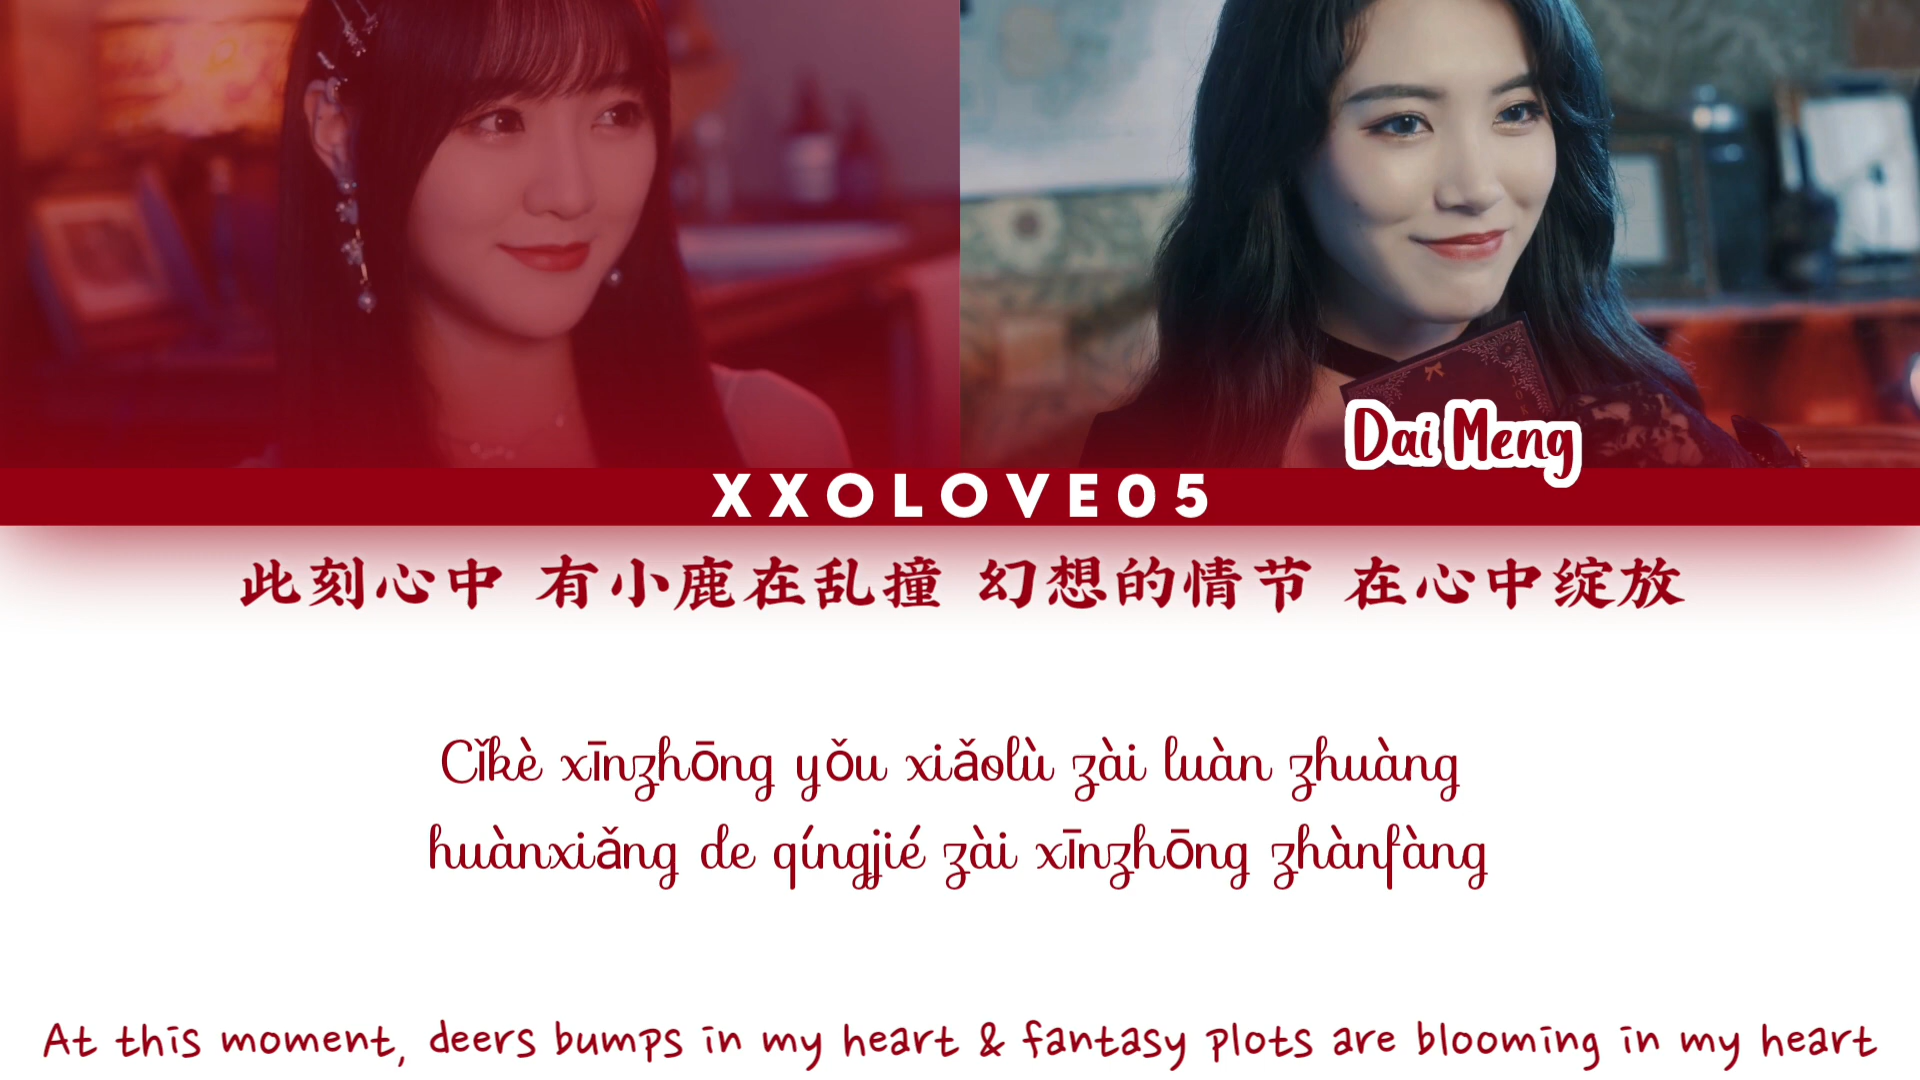 Dai Meng
XXOLOVE05
此刻心中 有小鹿在乱撞 幻想的情节 在心中绽放
Cǐkè xīnzhōng yǒu xiǎolù zài luàn zhuàng
huànxiǎng de qíngjié zài xīnzhōng zhànfàng
At this moment, deers bumps in my heart & fantasy plots are blooming in my heart